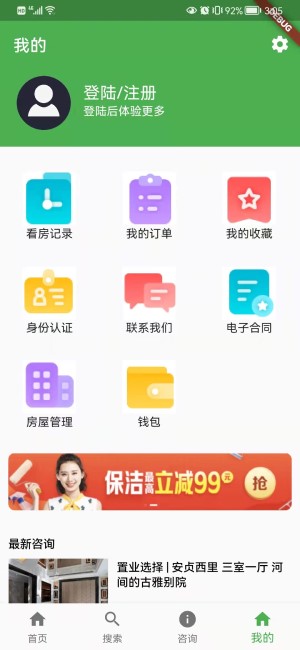 HD 92% 3:05
DEBUG
我的
登陆/注册
登陆后体验更多
看房记录 我的订单 我的收藏
身份认证 联系我们 电子合同
房屋管理 钱包
保洁最高立减99元 抢
最新咨询
置业选择 | 安贞西里 三室一厅 河
间的古雅别院
首页 搜索 咨询 我的